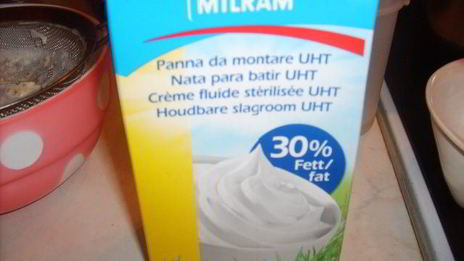 MILRAM
Panna da montare UHT
Nata para batir UHT
Crème fluide stérilisée UHT
Houdbare slagroom UHT
30%
Fett/
fat